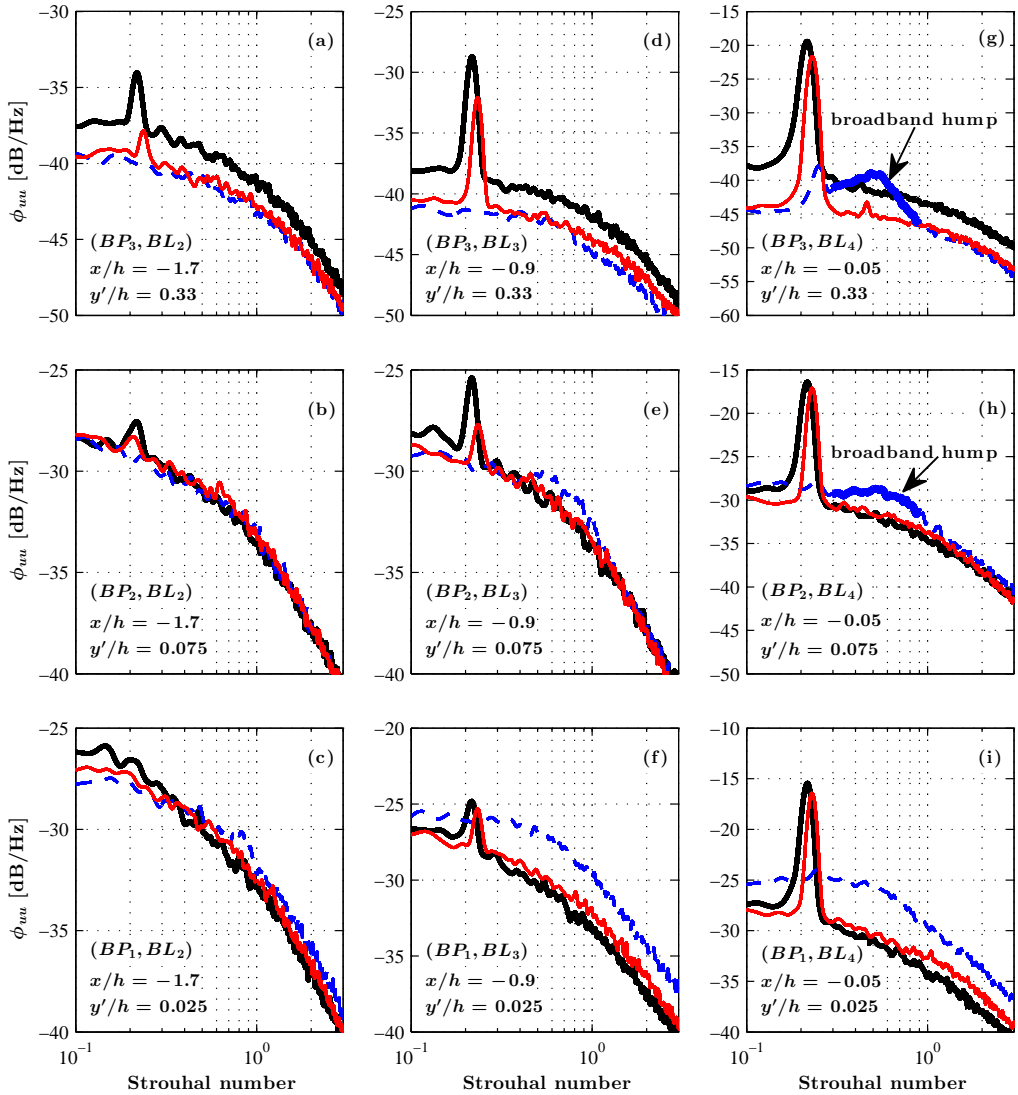 −30
−35
−40
−45
−50
ϕuu [dB/Hz]
(a)
(BP3, BL2)
x/h = −1.7
y′/h = 0.33
−25
−30
−35
−40
−45
−50
(d)
(BP3, BL3)
x/h = −0.9
y′/h = 0.33
−15
−20
−25
−30
−35
−40
−45
−50
−55
−60
(g)
broadband hump
(BP3, BL4)
x/h = −0.05
y′/h = 0.33
−25
−30
−35
−40
ϕuu [dB/Hz]
(b)
(BP2, BL2)
x/h = −1.7
y′/h = 0.075
−25
−30
−35
−40
(e)
(BP2, BL3)
x/h = −0.9
y′/h = 0.075
−15
−20
−25
−30
−35
−40
−45
−50
(h)
broadband hump
(BP2, BL4)
x/h = −0.05
y′/h = 0.075
−25
−30
−35
−40
ϕuu [dB/Hz]
(c)
(BP1, BL2)
x/h = −1.7
y′/h = 0.025
10−1
100
Strouhal number
−20
−25
−30
−35
−40
(f)
(BP1, BL3)
x/h = −0.9
y′/h = 0.025
10−1
100
Strouhal number
−10
−15
−20
−25
−30
−35
−40
(i)
(BP1, BL4)
x/h = −0.05
y′/h = 0.025
10−1
100
Strouhal number